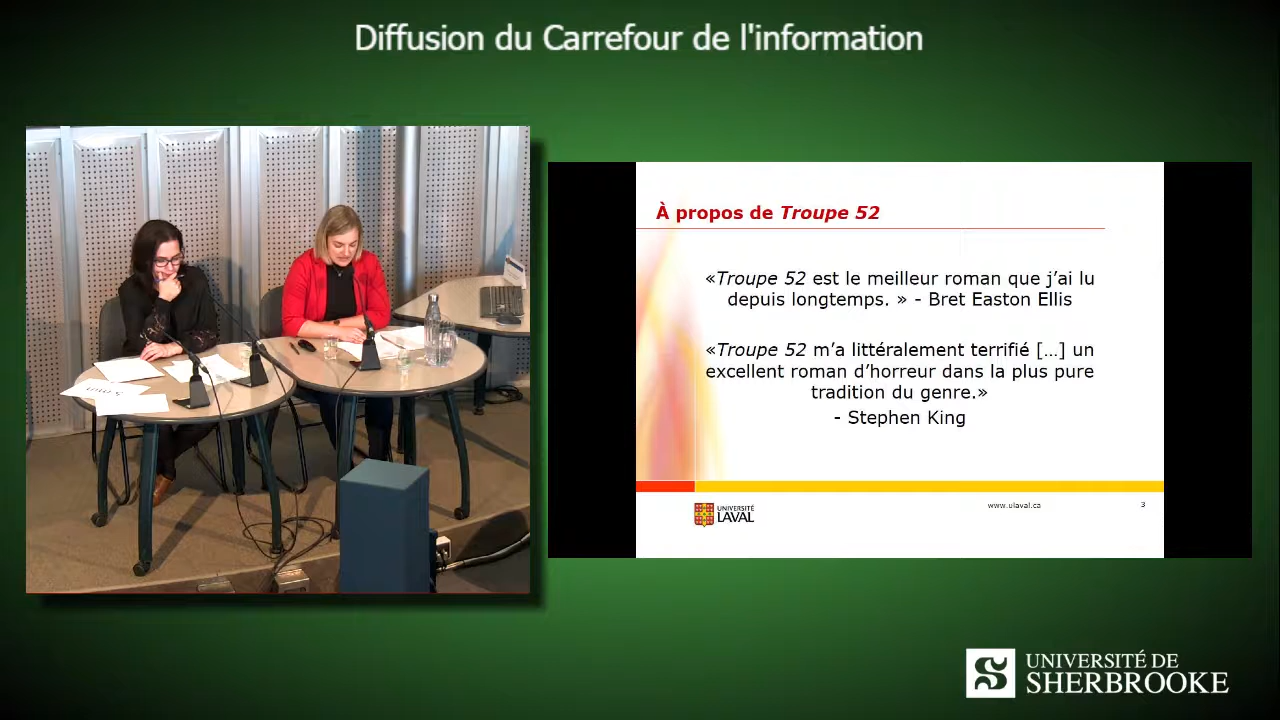 Diffusion du Carrefour de l'information
À propos de Troupe 52
«Troupe 52 est le meilleur roman que j’ai lu
depuis longtemps. » - Bret Easton Ellis
«Troupe 52 m’a littéralement terrifié […] un
excellent roman d’horreur dans la plus pure
tradition du genre.»
- Stephen King
UNIVERSITÉ
LAVAL
www.ulaval.ca
3
UNIVERSITÉ DE
SHERBROOKE